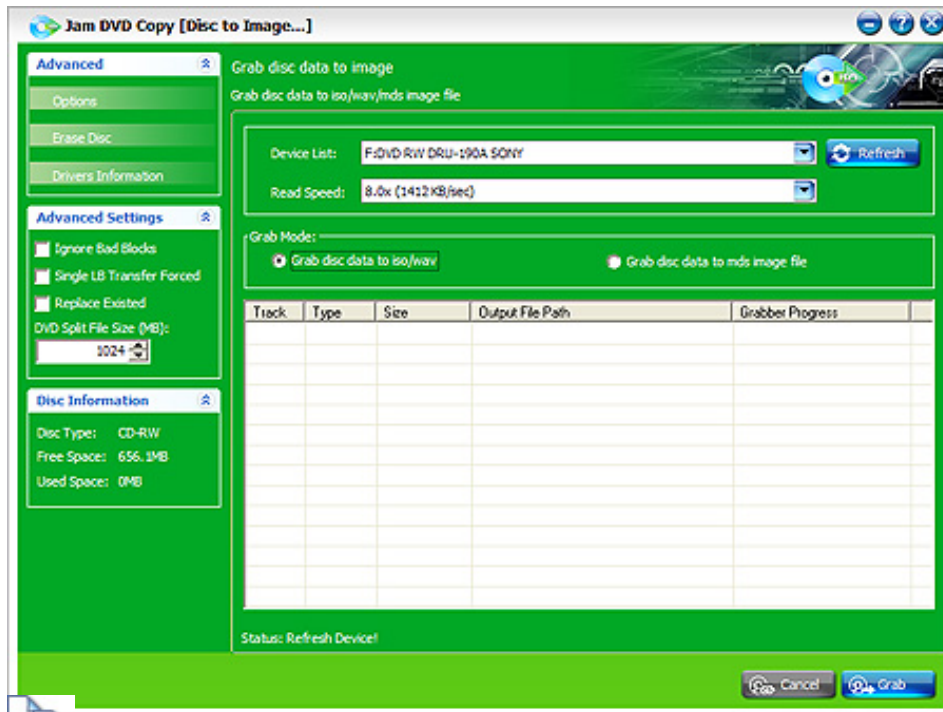 Jam DVD Copy [Disc to Image...]
Advanced
Options
Erase Disc
Drivers Information
Advanced Settings
Ignore Bad Blocks
Single LB Transfer Forced
Replace Existed
DVD Split File Size (MB):
1024
Disc Information
Disc Type: CD-RW
Free Space: 656.1MB
Used Space: 0MB
Grab disc data to image
Grab disc data to iso/wav/mds image file
Device List: F:DVD RW DRU-190A SONY Refresh
Read Speed: 8.0x (1412 KB/sec)
Grab Mode:
Grab disc data to iso/wav Grab disc data to mds image file
Track Type Size Output File Path Grabber Progress
Status: Refresh Device!
Cancel Grab